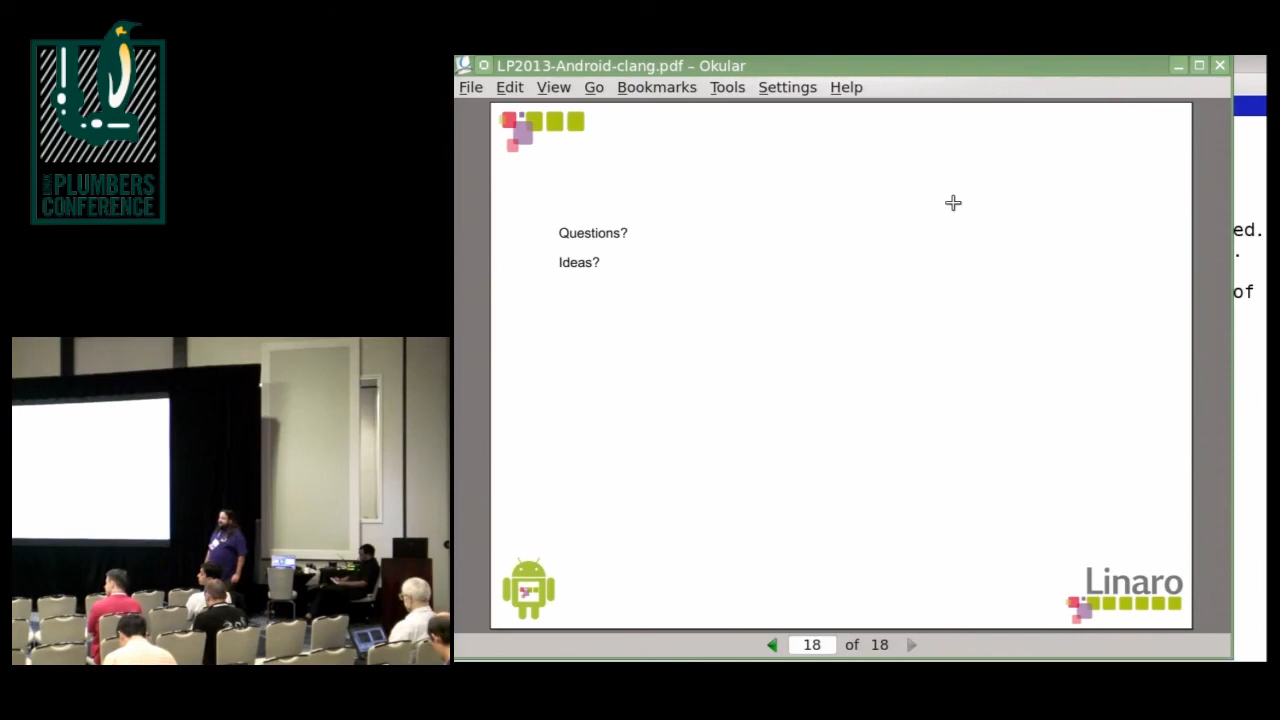 LINUX
PLUMBERS
CONFERENCE
LP2013-Android-clang.pdf – Okular
File Edit View Go Bookmarks Tools Settings Help
Questions?
Ideas?
ed.
.
of
Linaro
18 of 18